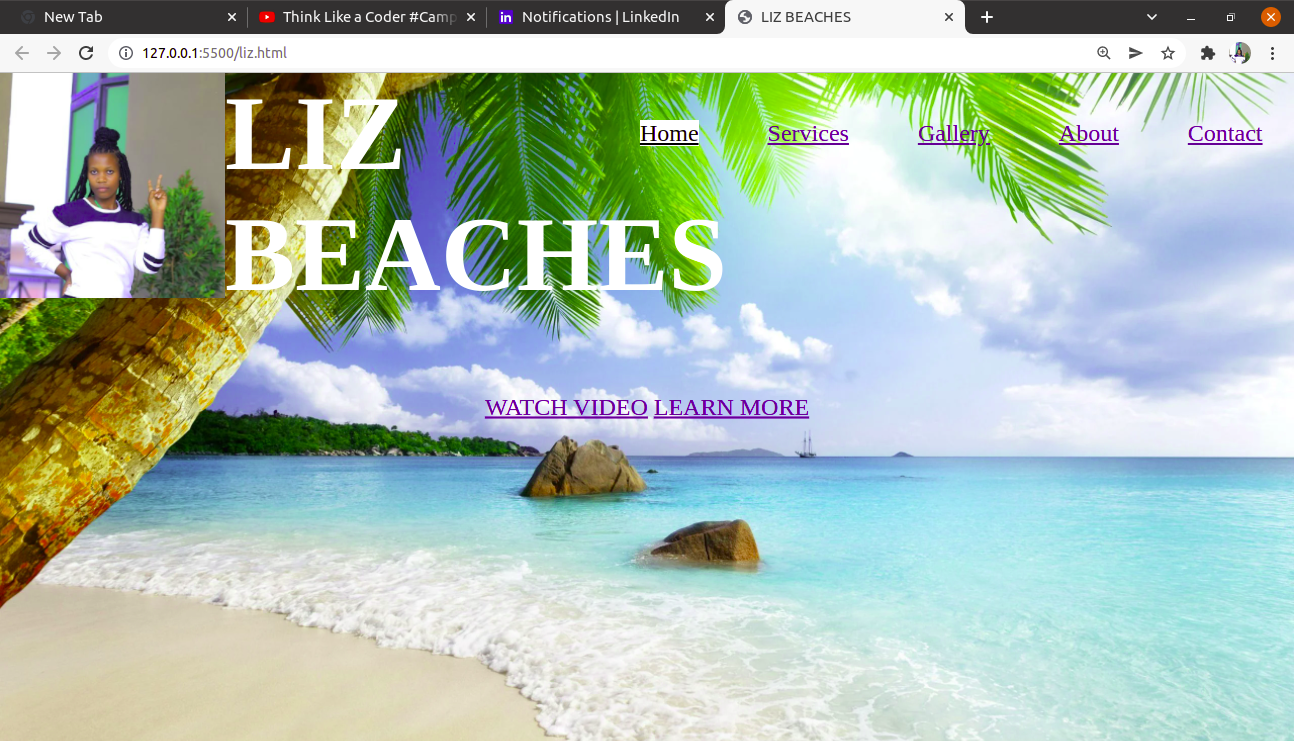 New Tab
Think Like a Coder #Camp
Notifications | LinkedIn
LIZ BEACHES
127.0.0.1:5500/liz.html
LIZ
BEACHES
Home Services Gallery About Contact
WATCH VIDEO LEARN MORE